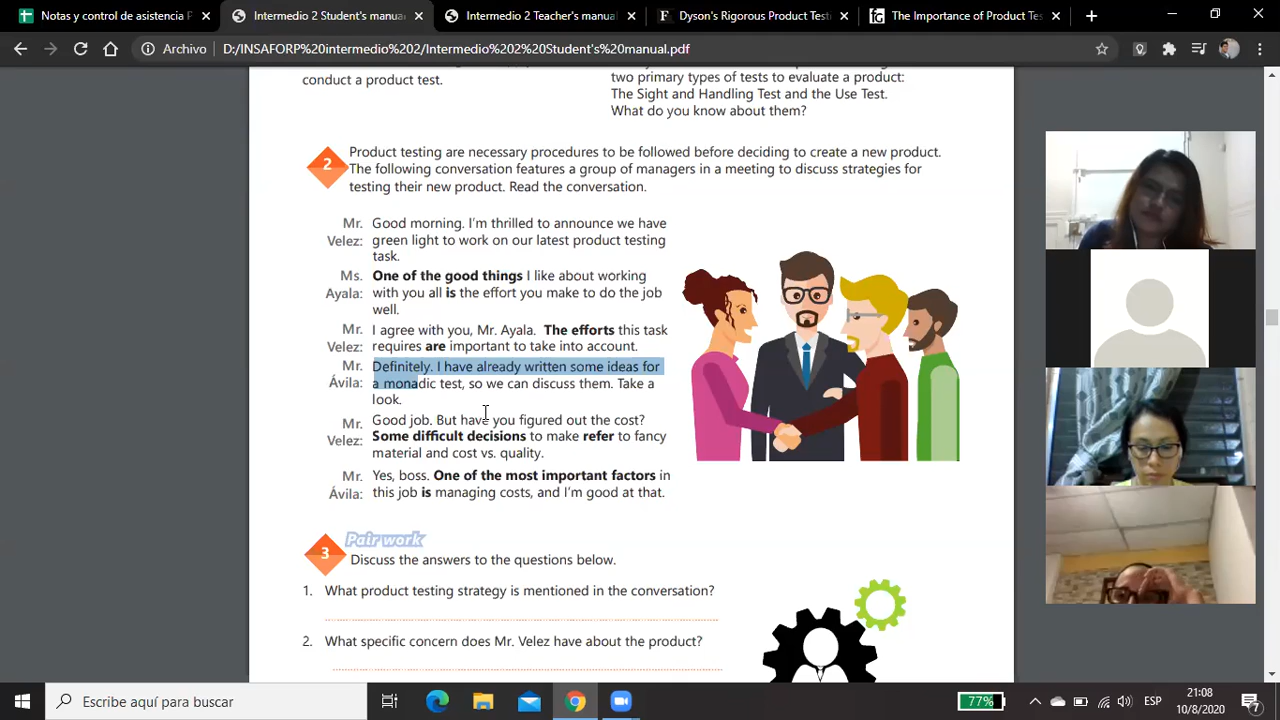 Notas y control de asistencia P
Intermedio 2 Student's manual
Intermedio 2 Teacher's manual
Dyson's Rigorous Product Test
The Importance of Product Tes
Archivo
D:/INSAFORP%20intermedio%202/Intermedio%202%20Student's%20manual.pdf
conduct a product test.
two primary types of tests to evaluate a product:
The Sight and Handling Test and the Use Test.
What do you know about them?
2
Product testing are necessary procedures to be followed before deciding to create a new product.
The following conversation features a group of managers in a meeting to discuss strategies for
testing their new product. Read the conversation.
Mr. Good morning. I'm thrilled to announce we have
Velez: green light to work on our latest product testing
task.
Ms. One of the good things I like about working
Ayala: with you all is the effort you make to do the job
well.
Mr. I agree with you, Mr. Ayala. The efforts this task
Velez: requires are important to take into account.
Mr. Definitely. I have already written some ideas for
Ávila: a monadic test, so we can discuss them. Take a
look.
Mr. Good job. But have you figured out the cost?
Velez: Some difficult decisions to make refer to fancy
material and cost vs. quality.
Mr. Yes, boss. One of the most important factors in
Ávila: this job is managing costs, and I'm good at that.
Pair work
3
Discuss the answers to the questions below.
1. What product testing strategy is mentioned in the conversation?
2. What specific concern does Mr. Velez have about the product?
Escribe aquí para buscar
77%
ESP
21:08
10/8/2020
7